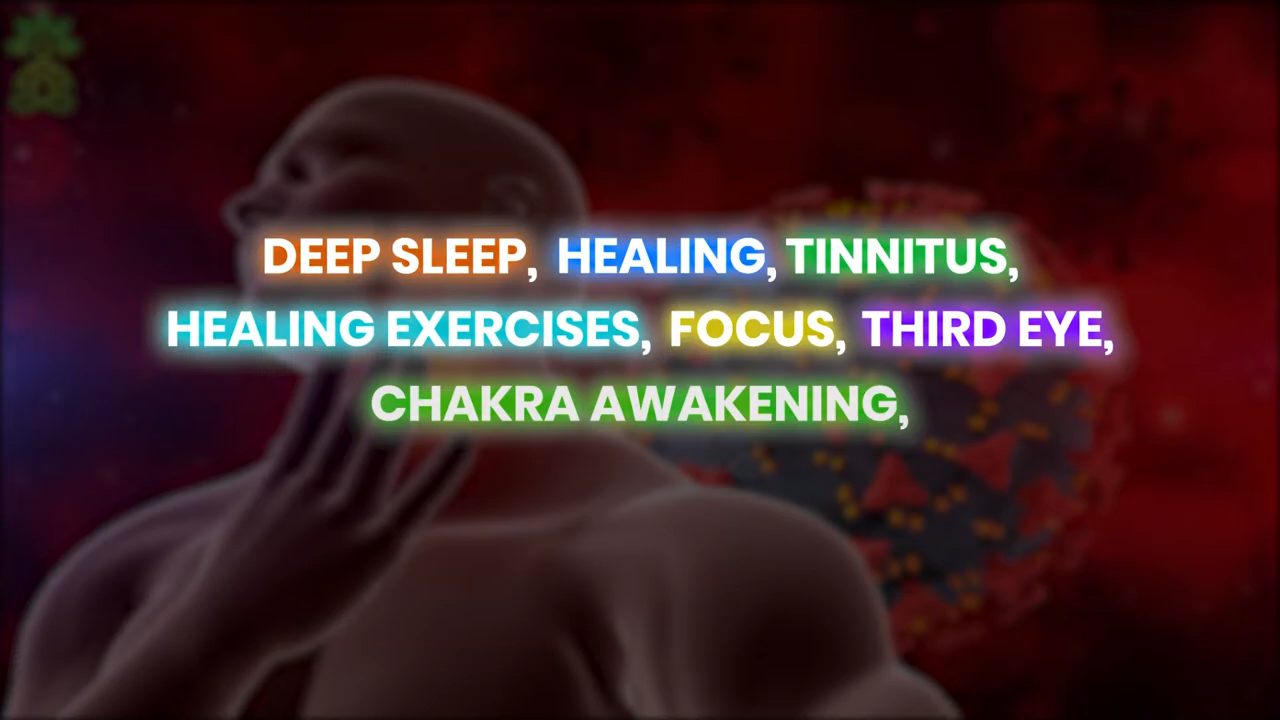 DEEP SLEEP, HEALING, TINNITUS,
HEALING EXERCISES, FOCUS, THIRD EYE,
CHAKRA AWAKENING,